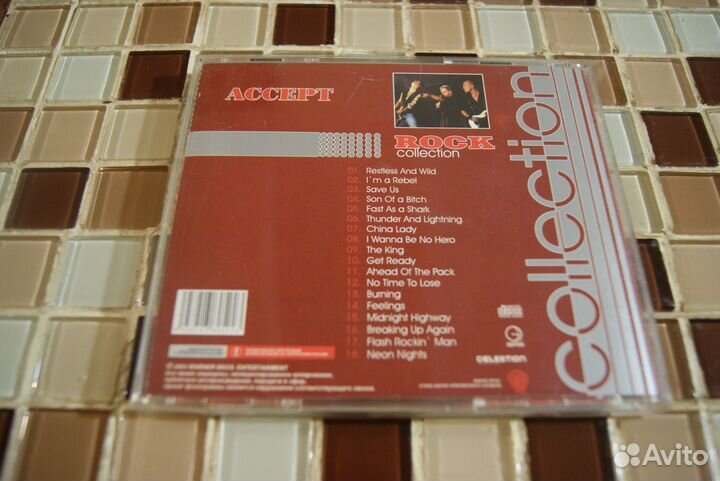 ACCEPT
ROCK
collection
01. Restless And Wild
02. I`m a Rebel
03. Save Us
04. Son Of a Bitch
05. Fast As a Shark
06. Thunder And Lightning
07. China Lady
08. I Wanna Be No Hero
09. The King
10. Get Ready
11. Ahead Of The Pack
12. No Time To Lose
13. Burning
14. Feelings
15. Midnight Highway
16. Breaking Up Again
17. Flash Rockin` Man
18. Neon Nights
collection
CELESTION
WARNER BROS. ENTERTAINMENT
Avito